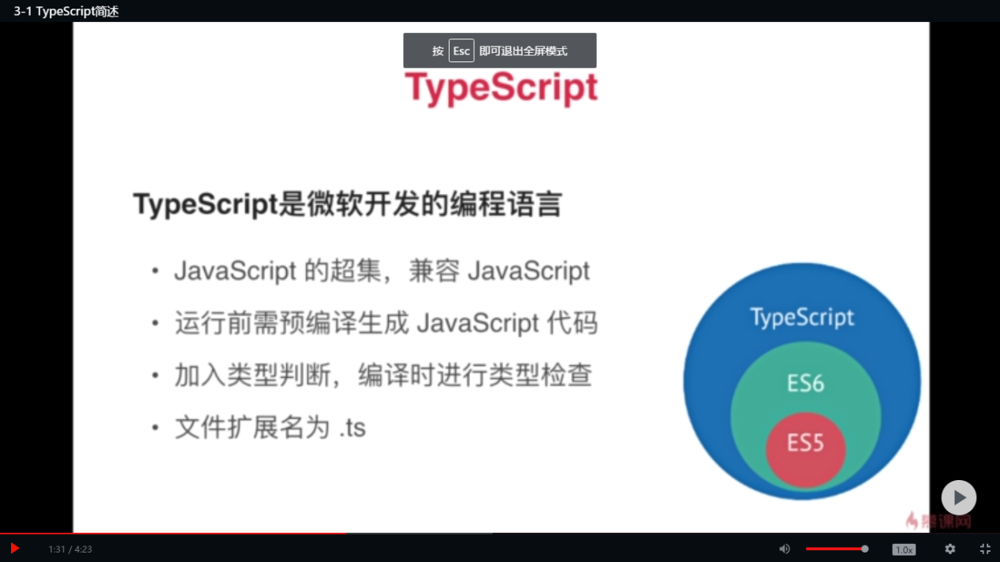 3-1 TypeScript简述
按 Esc 即可退出全屏模式
TypeScript
TypeScript是微软开发的编程语言
• JavaScript 的超集，兼容 JavaScript
• 运行前需预编译生成 JavaScript 代码
• 加入类型判断，编译时进行类型检查
• 文件扩展名为 .ts
TypeScript
ES6
ES5
慕课网
1:31 / 4:23
1.0x